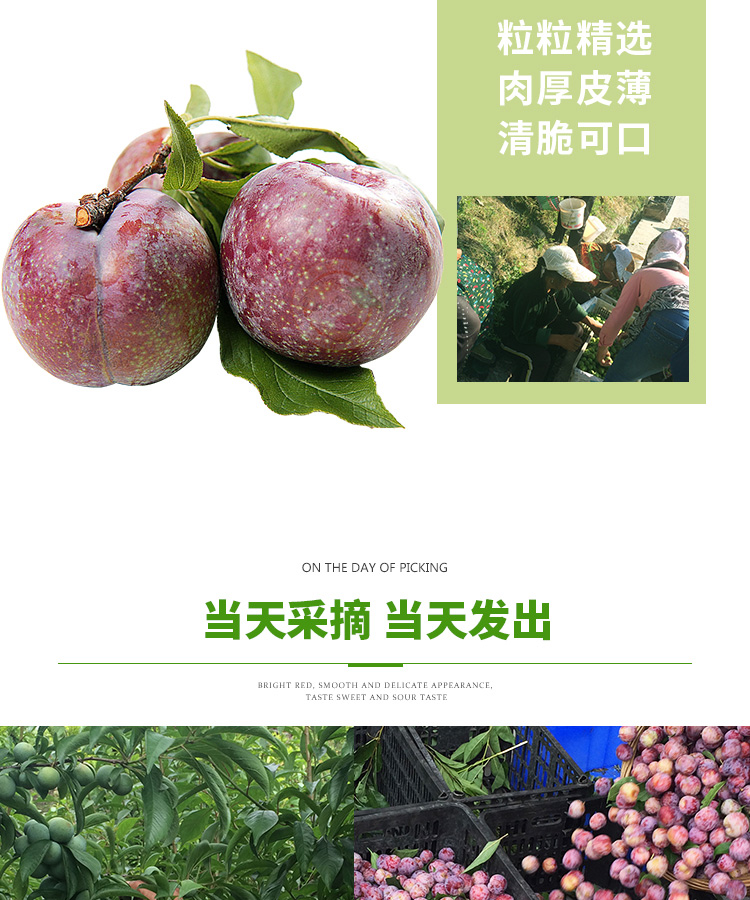 粒粒精选
肉厚皮薄
清脆可口
ON THE DAY OF PICKING
当天采摘 当天发出
BRIGHT RED, SMOOTH AND DELICATE APPEARANCE,
TASTE SWEET AND SOUR TASTE